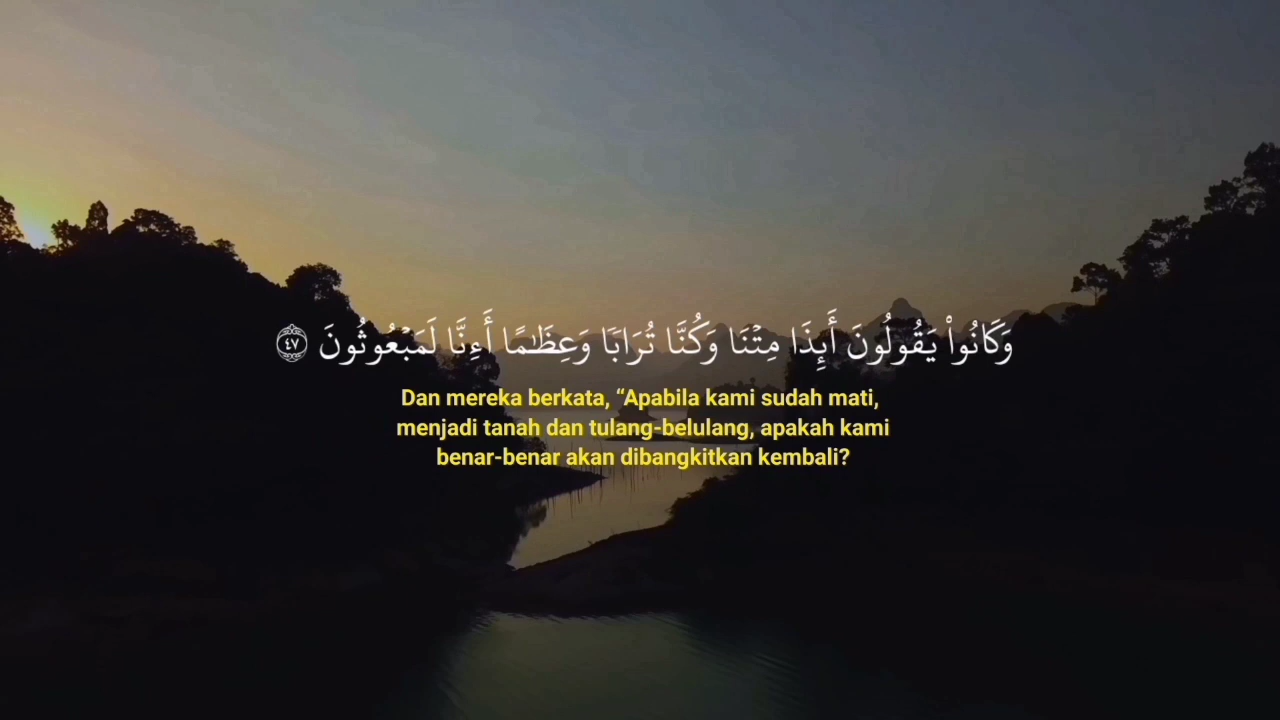 وَكَانُوا۟ يَقُولُونَ أَئِذَا مِتْنَا وَكُنَّا تُرَابًا وَعِظَٰمًا أَءِنَّا لَمَبْعُوثُونَ ٤٧
Dan mereka berkata, “Apabila kami sudah mati,
menjadi tanah dan tulang-belulang, apakah kami
benar-benar akan dibangkitkan kembali?